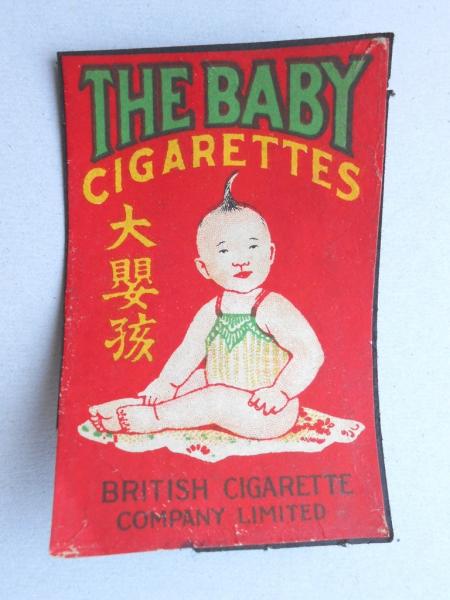 THE BABY
CIGARETTES
大嬰孩
BRITISH CIGARETTE
COMPANY LIMITED